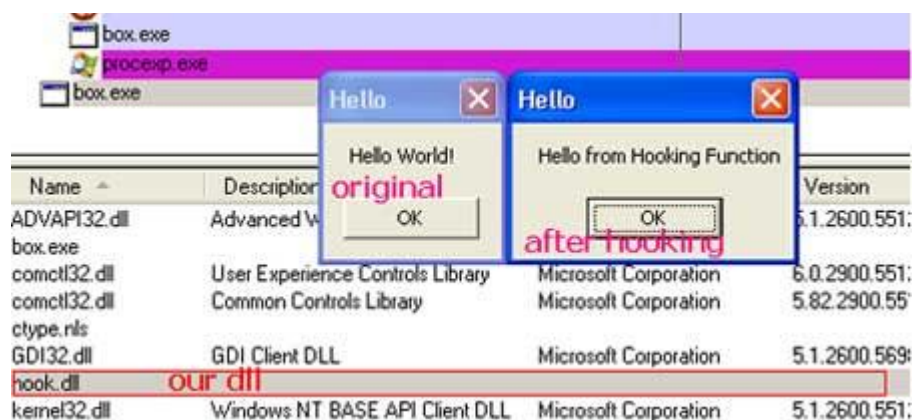 box.exe
procexp.exe
box.exe
Hello
Hello
Hello World!
Hello from Hooking Function
original
OK
OK
after hooking
Name Description Version
ADVAPI32.dll Advanced 5.1.2600.551
box.exe
comctl32.dll User Experience Controls Library Microsoft Corporation 6.0.2900.551
comctl32.dll Common Controls Library Microsoft Corporation 5.82.2900.55
ctype.nls
GDI32.dll GDI Client DLL Microsoft Corporation 5.1.2600.569
hook.dll our dll
kernel32.dll Windows NT BASE API Client DLL Microsoft Corporation 5.1.2600.551